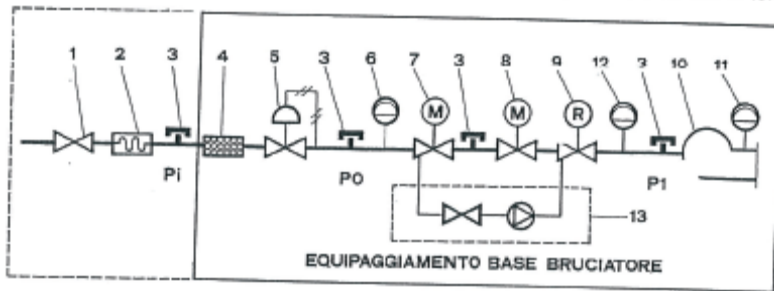 1 2 3 4 5 3 6 7 3 8 9 12 3 10 11
M M R
Pi P0 P1
13
EQUIPAGGIAMENTO BASE BRUCIATORE